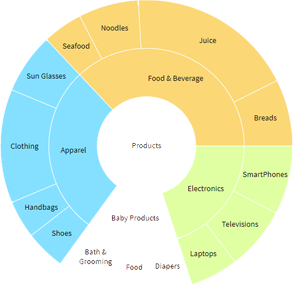 Noodles
Seafood
Juice
Sun Glasses
Food & Beverage
Breads
Clothing
Apparel
Products
SmartPhones
Electronics
Handbags
Baby Products
Televisions
Shoes
Bath &
Grooming
Food
Diapers
Laptops